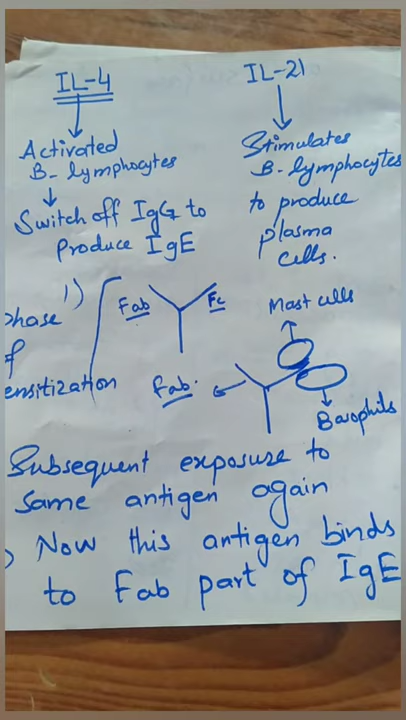 IL-4
Activated
B-lymphocytes
Switch off IgG to
Produce IgE
IL-21
Stimulates
B-lymphocytes
to produce
plasma
Cells.
1)
phase
of
ensitization
Fab
Fc
Mast cells
Fab.
Basophils
Subsequent exposure to
Same antigen again
Now this antigen binds
to Fab part of IgE